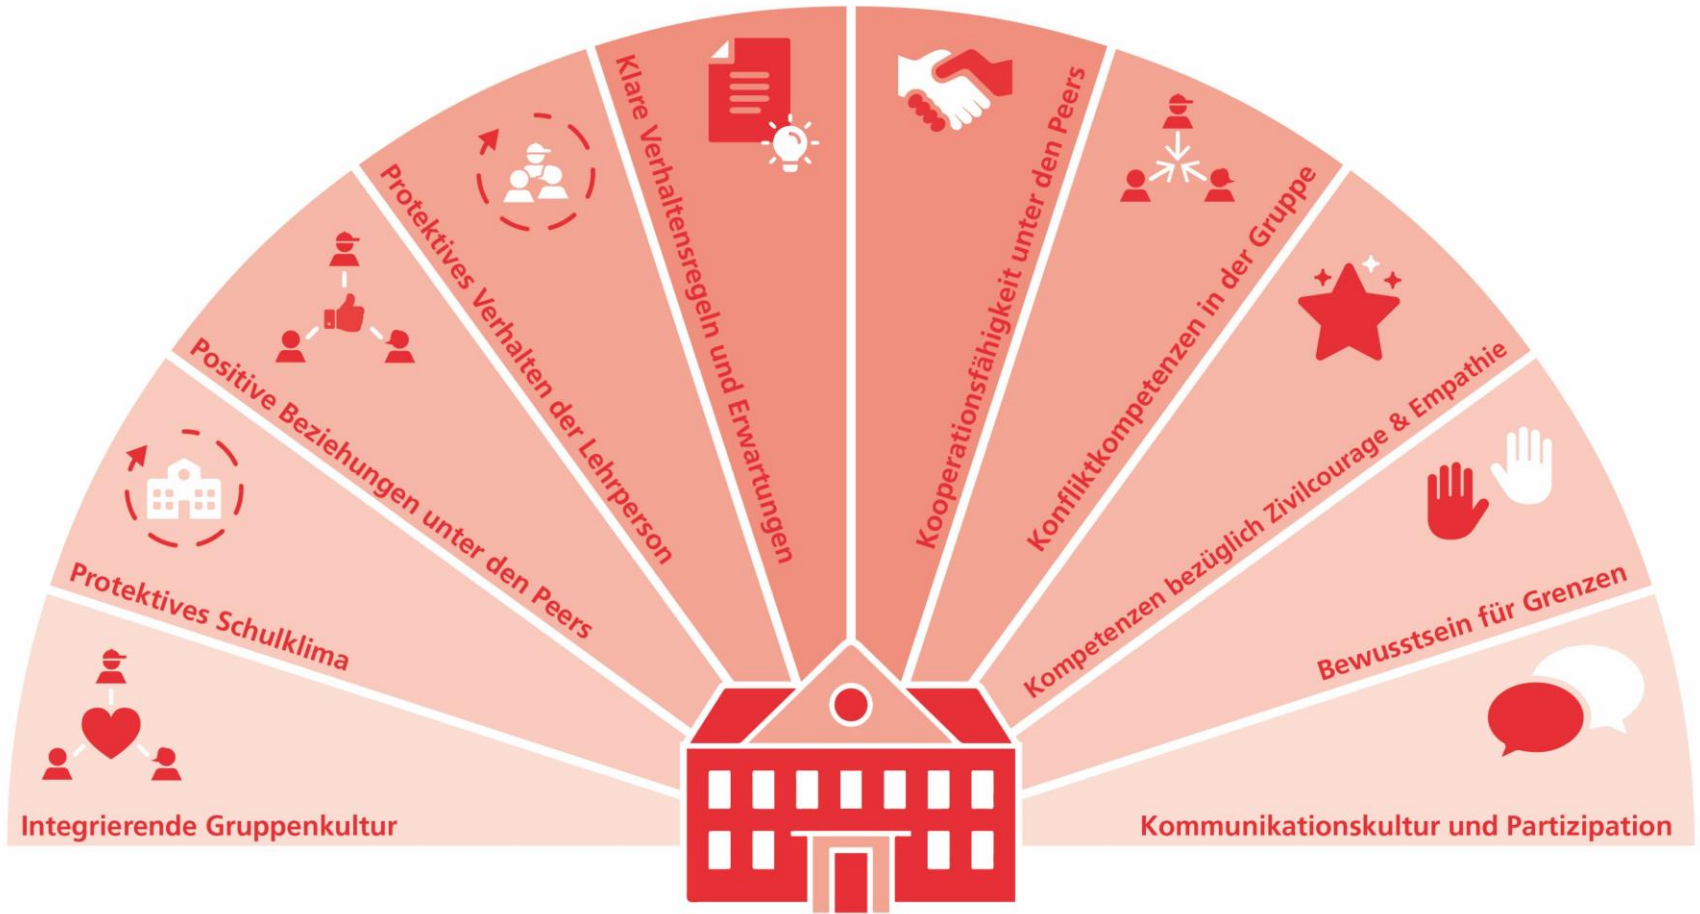 Integrierende Gruppenkultur
Protektives Schulklima
Positive Beziehungen unter den Peers
Protektives Verhalten der Lehrperson
Klare Verhaltensregeln und Erwartungen
Kooperationsfähigkeit unter den Peers
Konfliktkompetenzen in der Gruppe
Kompetenzen bezüglich Zivilcourage & Empathie
Bewusstsein für Grenzen
Kommunikationskultur und Partizipation